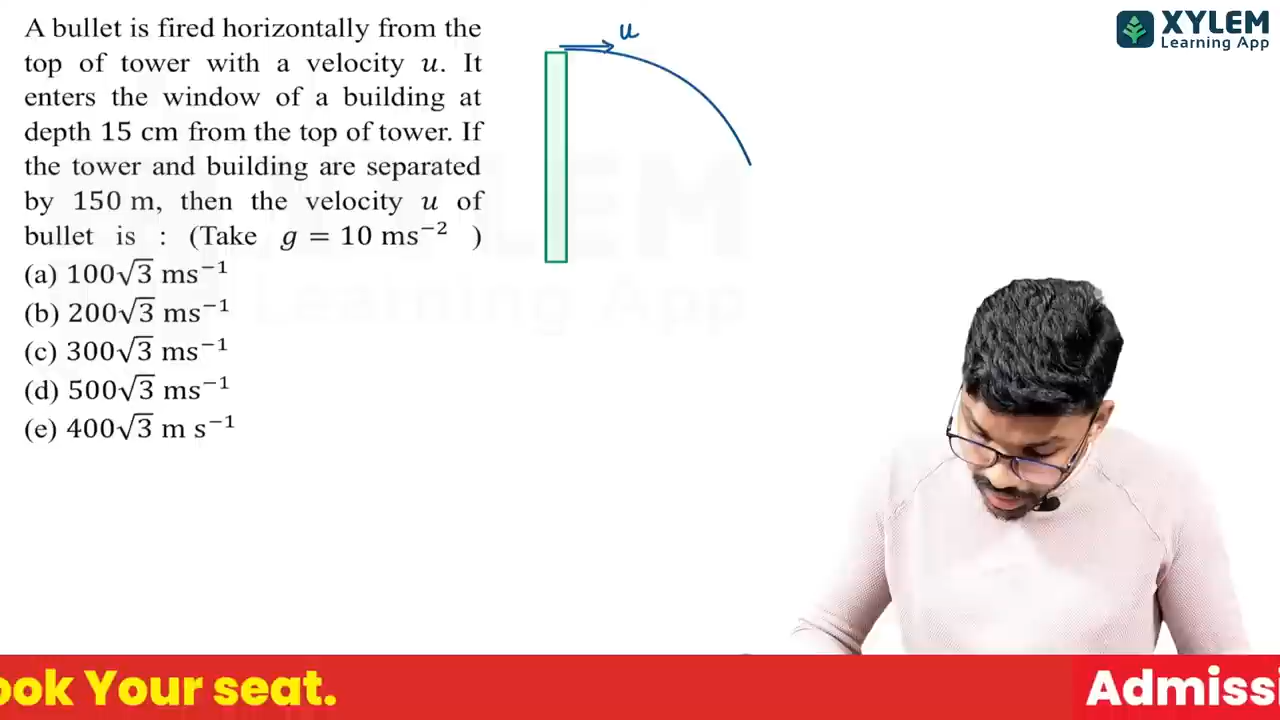 A bullet is fired horizontally from the
top of tower with a velocity u. It
enters the window of a building at
depth 15 cm from the top of tower. If
the tower and building are separated
by 150 m, then the velocity u of
bullet is : (Take g = 10 ms⁻² )
(a) 100√3 ms⁻¹
(b) 200√3 ms⁻¹
(c) 300√3 ms⁻¹
(d) 500√3 ms⁻¹
(e) 400√3 m s⁻¹
u
XYLEM
Learning App
XYLEM
Learning App
ook Your seat.
Admissi